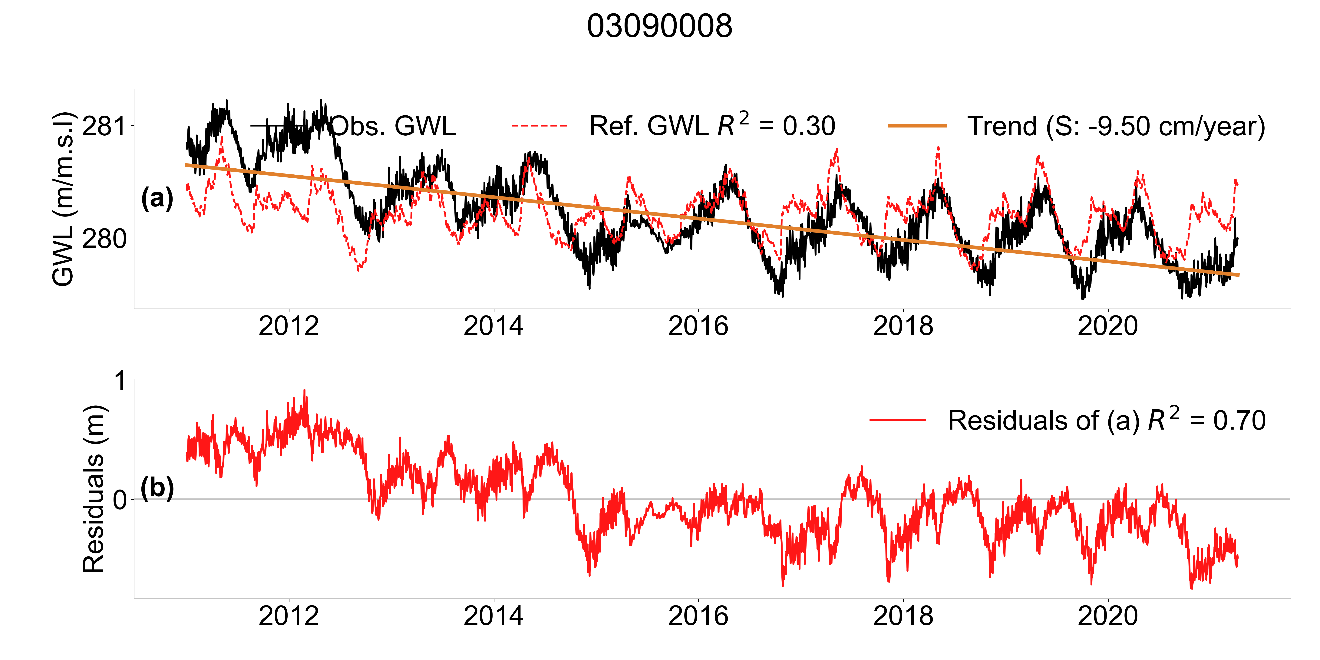 03090008
GWL (m/m.s.l)
281
280
(a)
Obs. GWL
Ref. GWL R² = 0.30
Trend (S: -9.50 cm/year)
2012
2014
2016
2018
2020
Residuals (m)
1
0
(b)
Residuals of (a) R² = 0.70
2012
2014
2016
2018
2020